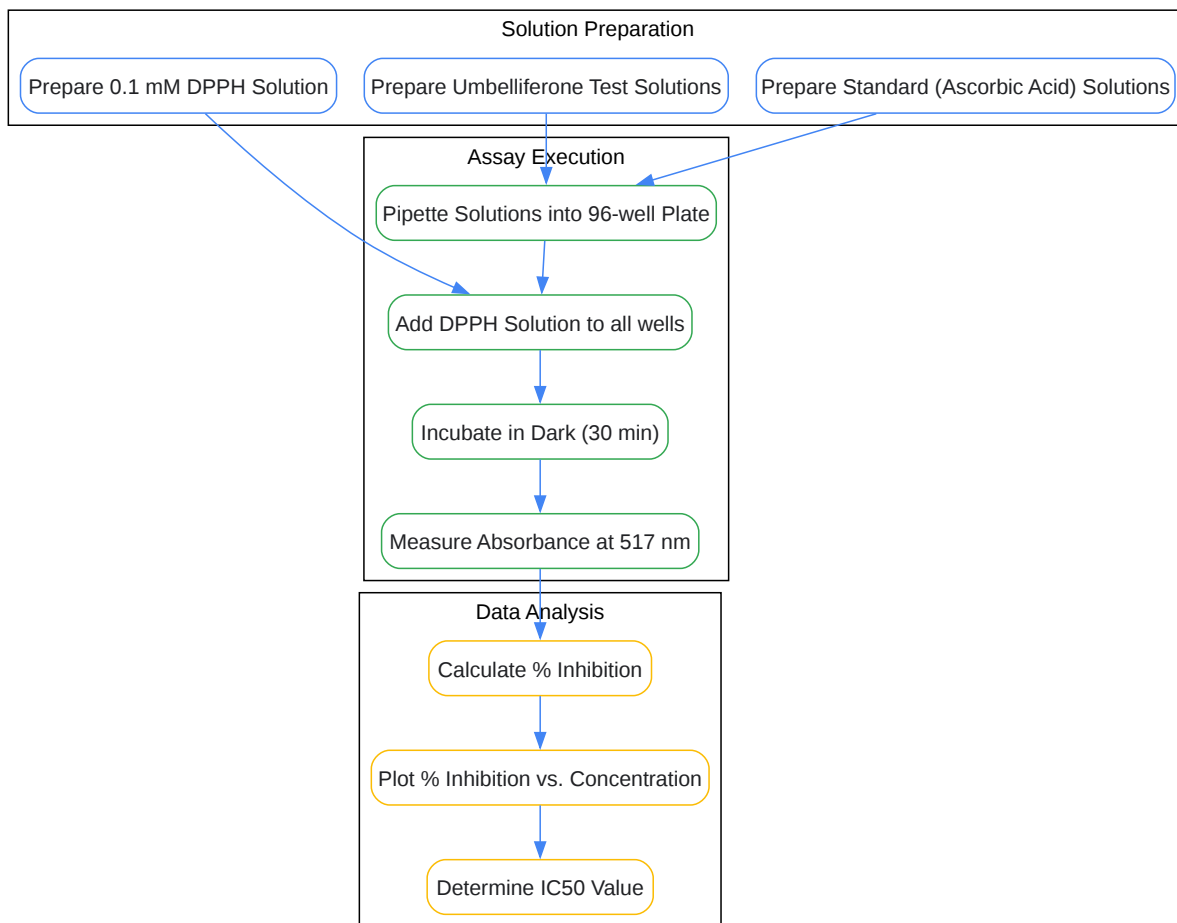 Solution Preparation
Prepare 0.1 mM DPPH Solution
Prepare Umbelliferone Test Solutions
Prepare Standard (Ascorbic Acid) Solutions
Assay Execution
Pipette Solutions into 96-well Plate
Add DPPH Solution to all wells
Incubate in Dark (30 min)
Measure Absorbance at 517 nm
Data Analysis
Calculate % Inhibition
Plot % Inhibition vs. Concentration
Determine IC50 Value